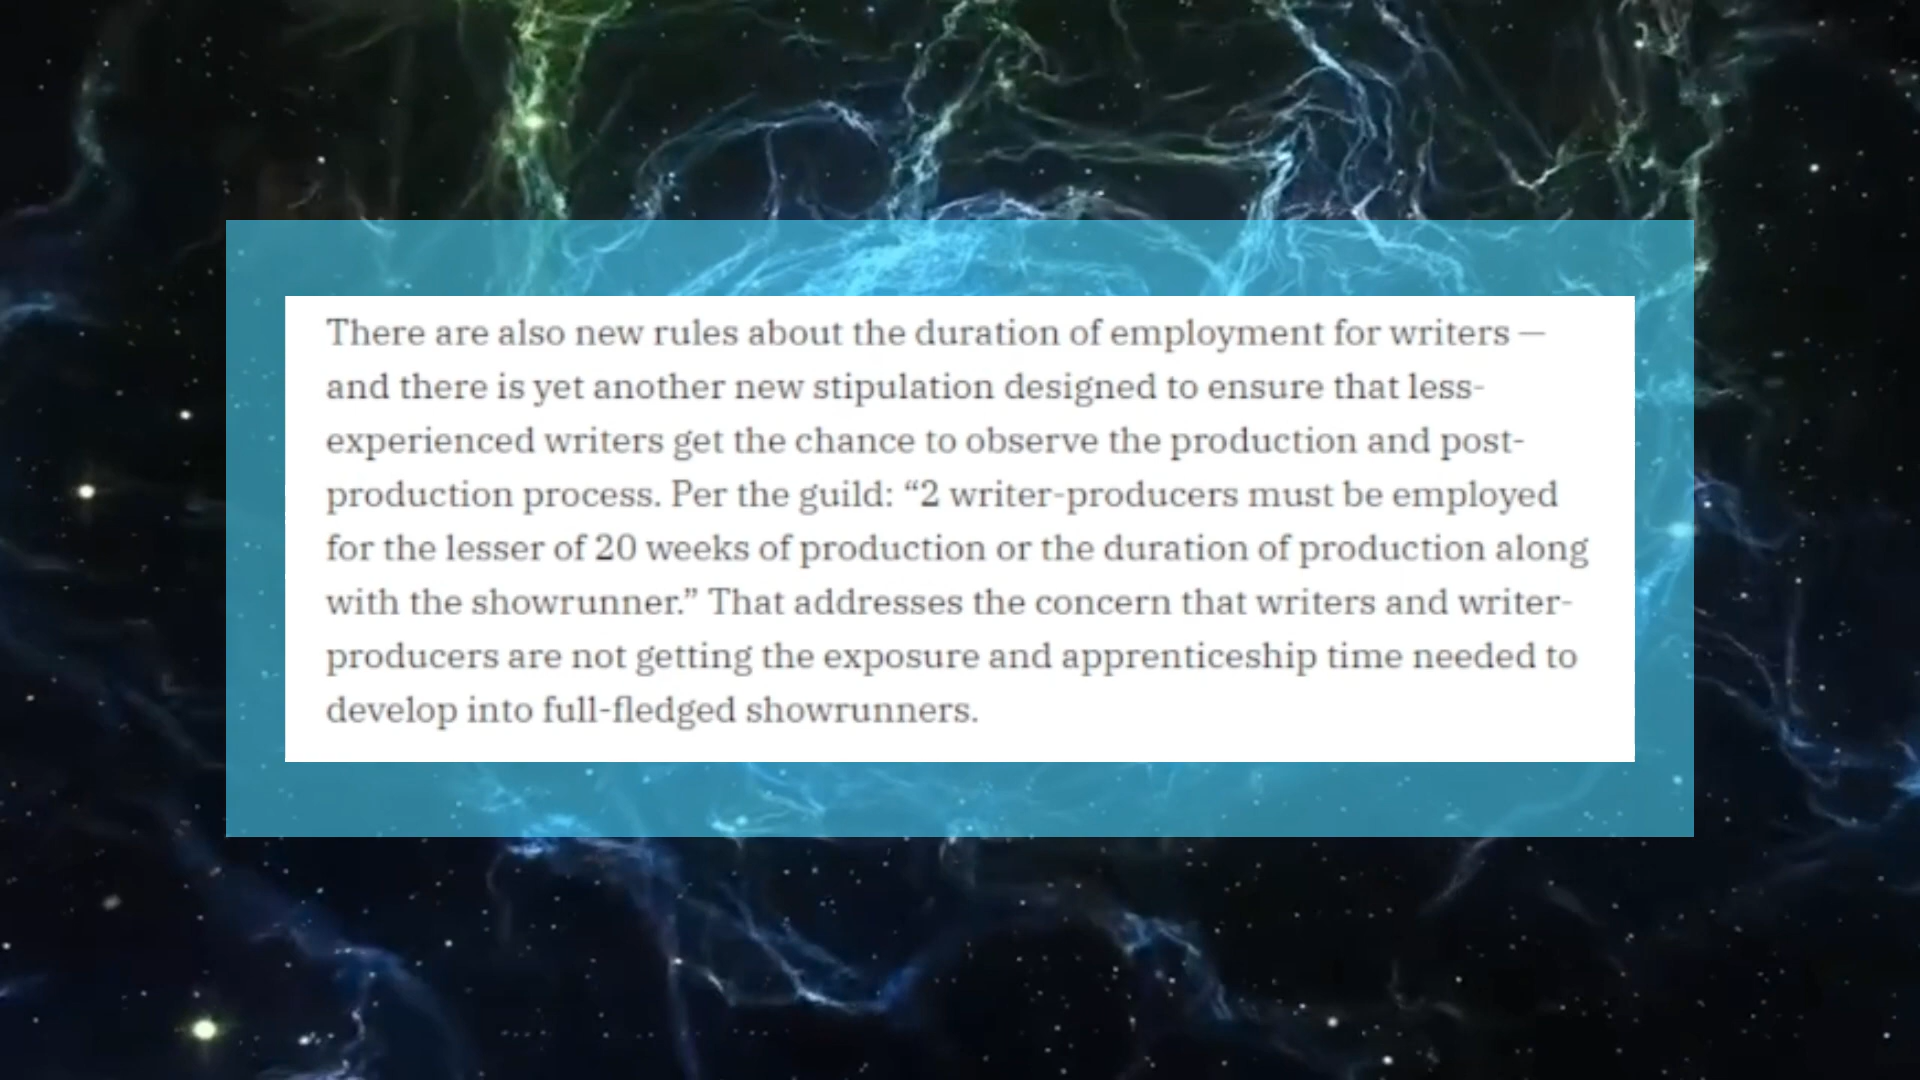 There are also new rules about the duration of employment for writers —
and there is yet another new stipulation designed to ensure that less-
experienced writers get the chance to observe the production and post-
production process. Per the guild: “2 writer-producers must be employed
for the lesser of 20 weeks of production or the duration of production along
with the showrunner.” That addresses the concern that writers and writer-
producers are not getting the exposure and apprenticeship time needed to
develop into full-fledged showrunners.